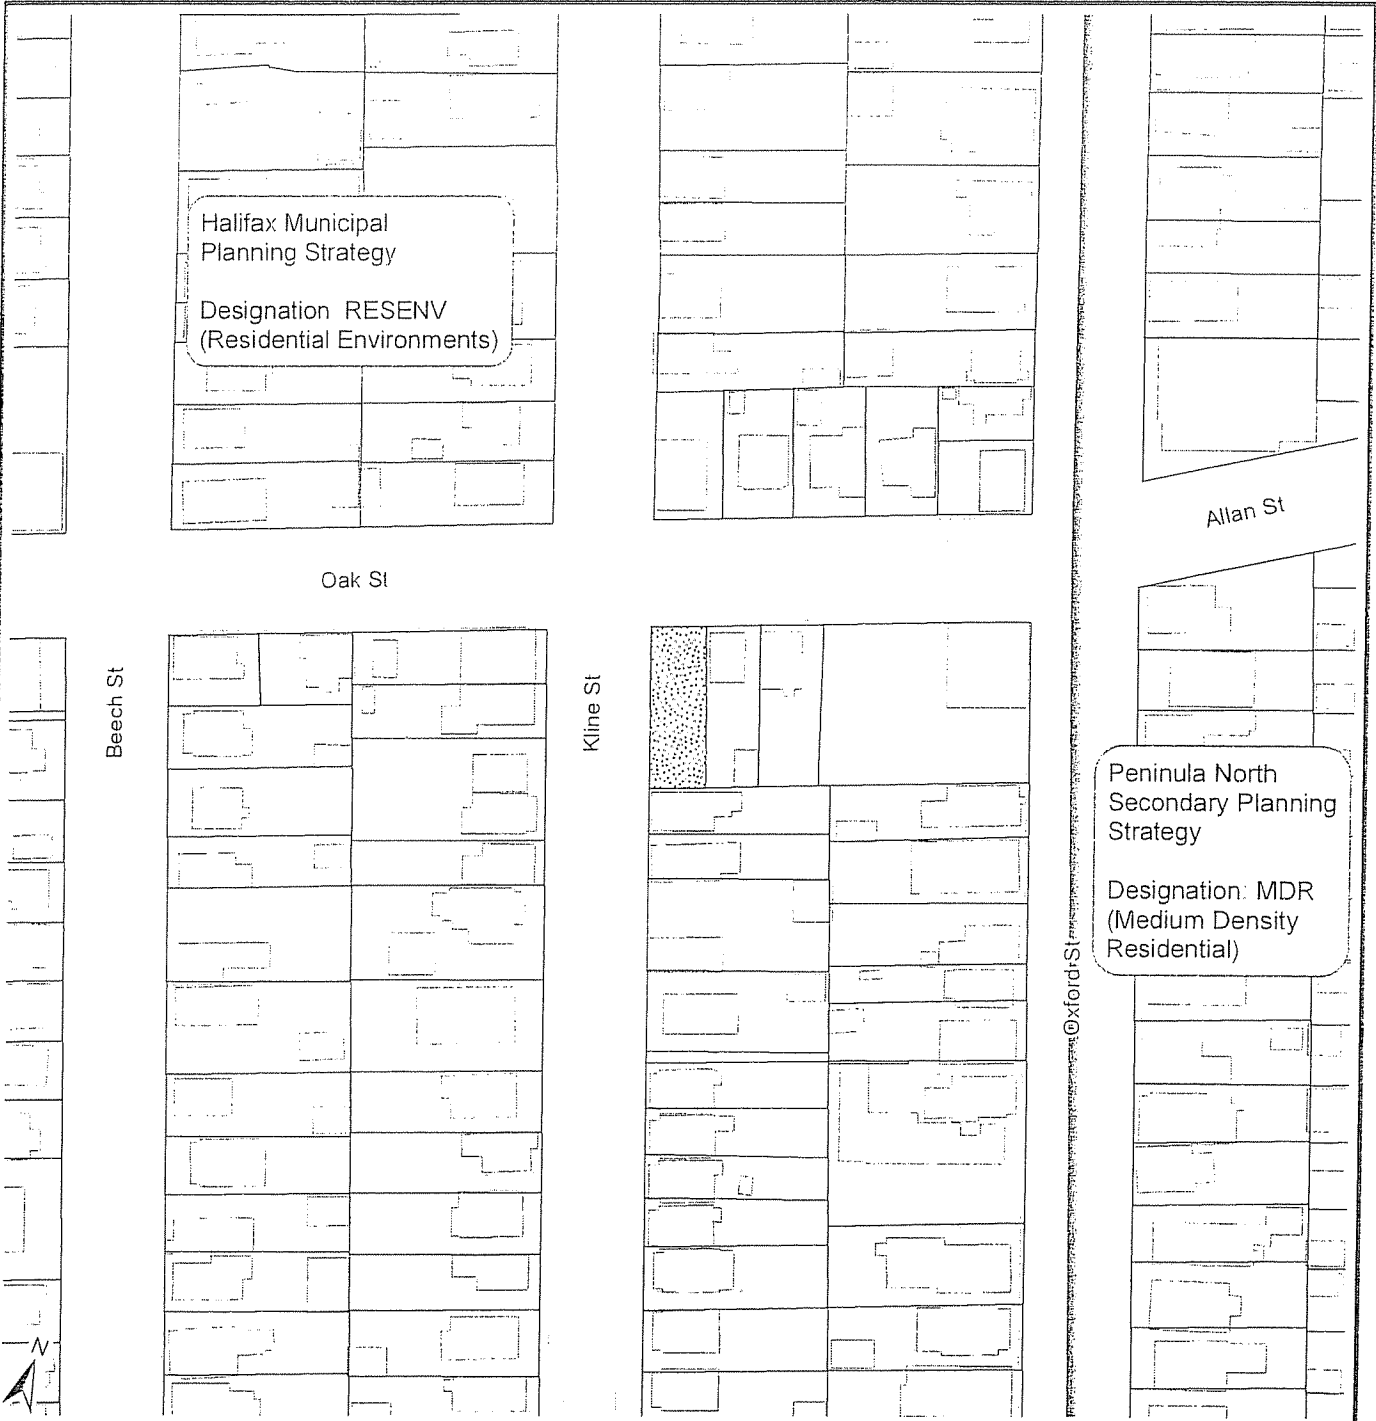 Halifax Municipal
Planning Strategy
Designation RESENV
(Residential Environments)
Allan St
Oak St
Beech St
Kline St
Peninula North
Secondary Planning
Strategy
Designation: MDR
(Medium Density
Residential)
Oxford St
N